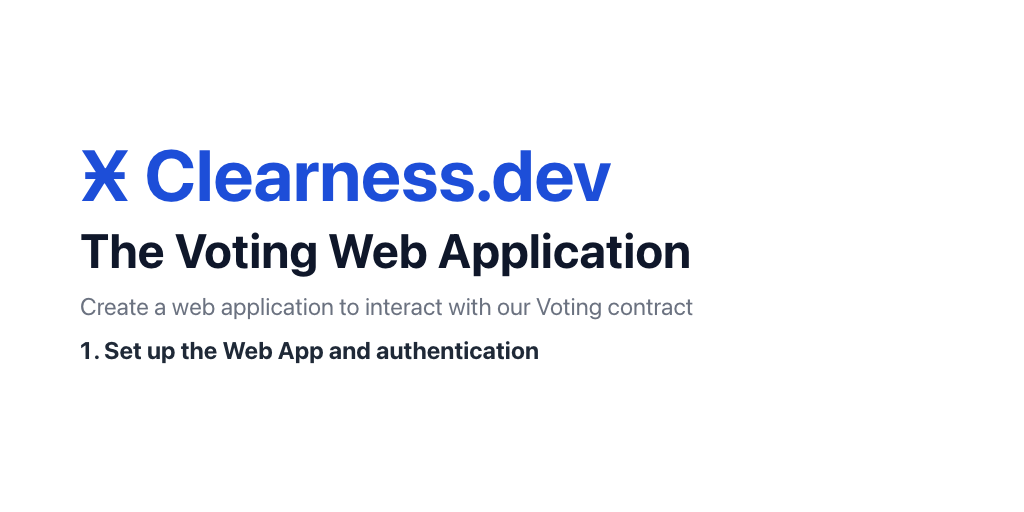 Ӿ Clearness.dev
The Voting Web Application
Create a web application to interact with our Voting contract
1. Set up the Web App and authentication